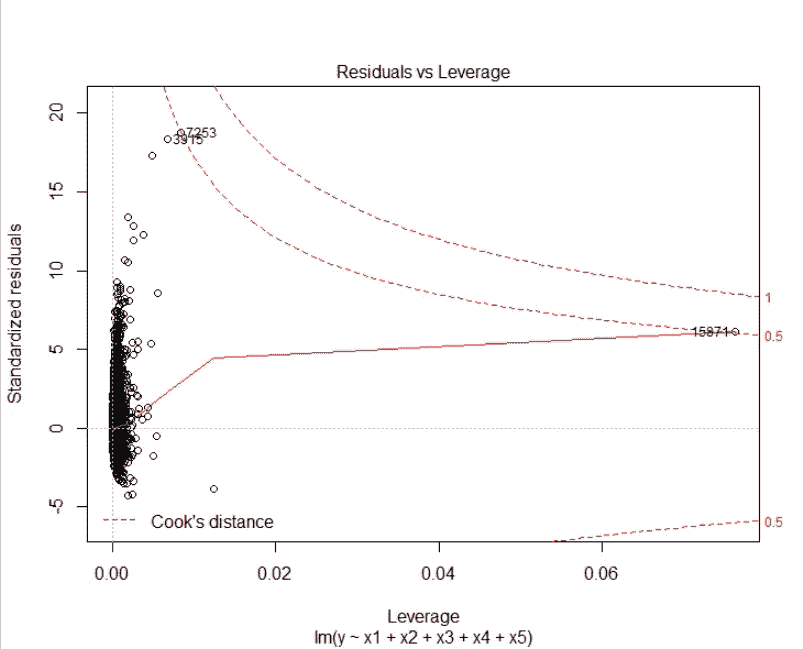 Residuals vs Leverage
Standardized residuals
20
15
10
5
0
-5
7253
3915
15871
1
0.5
0.5
Cook's distance
0.00 0.02 0.04 0.06
Leverage
lm(y ~ x1 + x2 + x3 + x4 + x5)